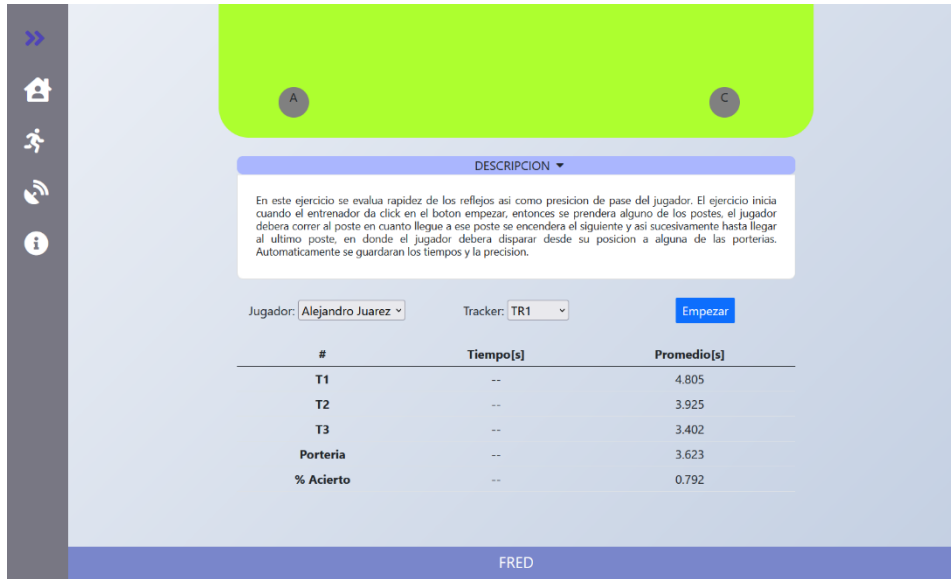 A
C
DESCRIPCION
En este ejercicio se evalua rapidez de los reflejos asi como presicion de pase del jugador. El ejercicio inicia
cuando el entrenador da click en el boton empezar, entonces se prendera alguno de los postes, el jugador
debera correr al poste en cuanto llegue a ese poste se encendera el siguiente y asi sucesivamente hasta llegar
al ultimo poste, en donde el jugador debera disparar desde su posicion a alguna de las porterias.
Automaticamente se guardaran los tiempos y la precision.
Jugador: Alejandro Juarez Tracker: TR1 Empezar
# Tiempo[s] Promedio[s]
T1 -- 4.805
T2 -- 3.925
T3 -- 3.402
Porteria -- 3.623
% Acierto -- 0.792
FRED